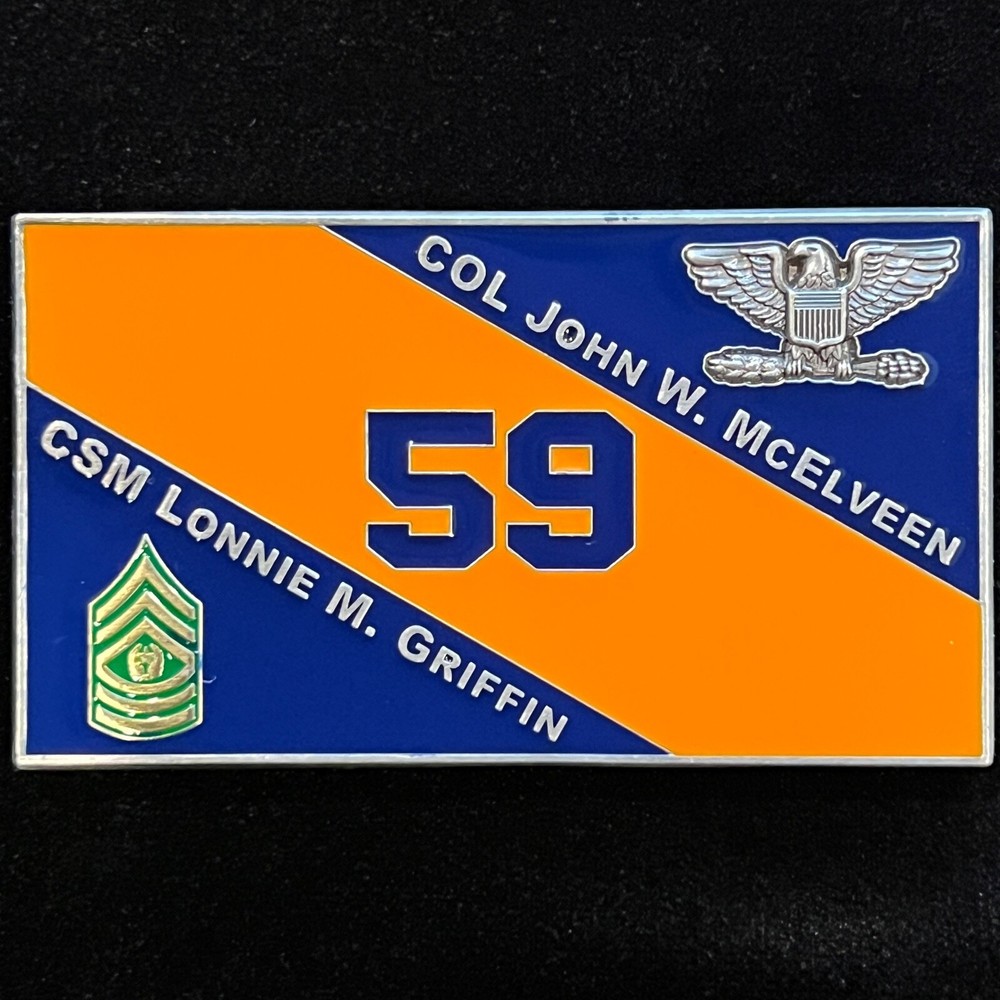 COL JOHN W. MCELVEEN
59
CSM LONNIE M. GRIFFIN